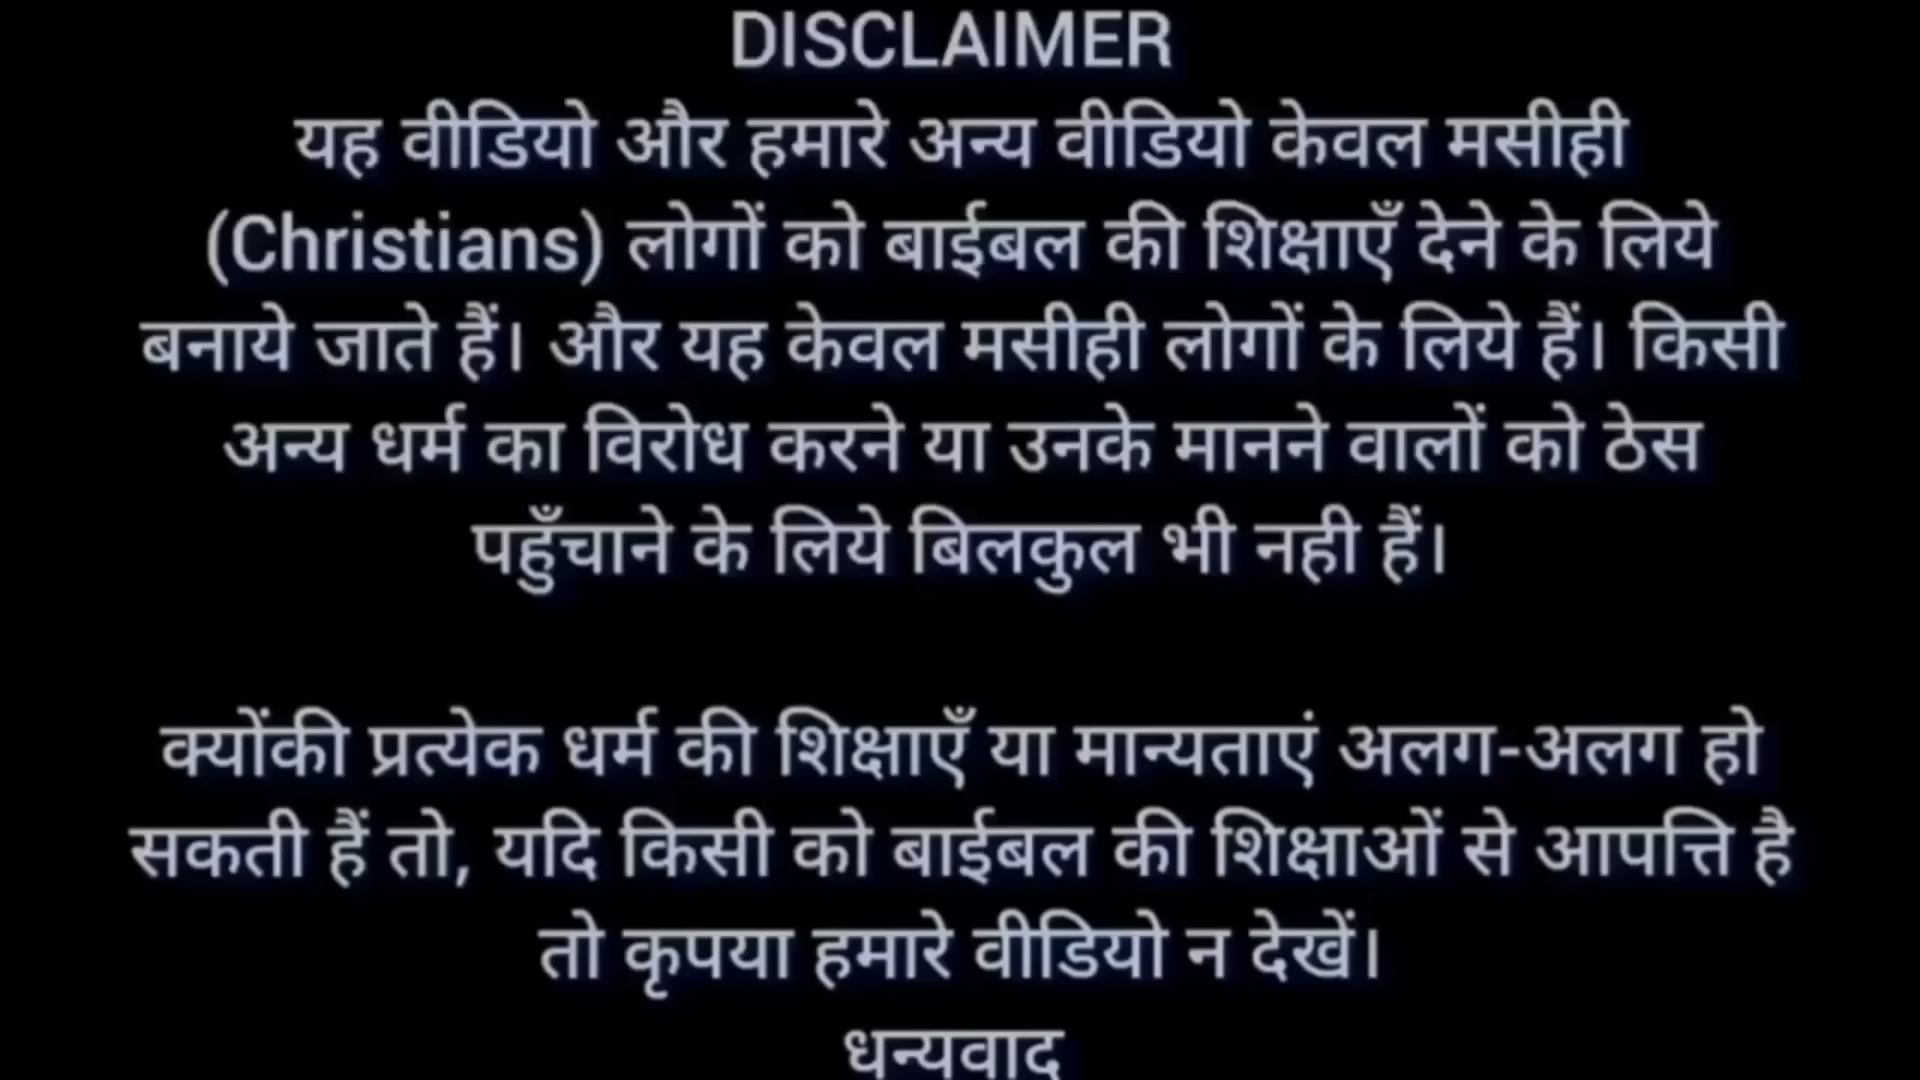 DISCLAIMER
यह वीडियो और हमारे अन्य वीडियो केवल मसीही
(Christians) लोगों को बाईबल की शिक्षाएँ देने के लिये
बनाये जाते हैं। और यह केवल मसीही लोगों के लिये हैं। किसी
अन्य धर्म का विरोध करने या उनके मानने वालों को ठेस
पहुँचाने के लिये बिलकुल भी नही हैं।
क्योंकी प्रत्येक धर्म की शिक्षाएँ या मान्यताएं अलग-अलग हो
सकती हैं तो, यदि किसी को बाईबल की शिक्षाओं से आपत्ति है
तो कृपया हमारे वीडियो न देखें।
धन्यवाद